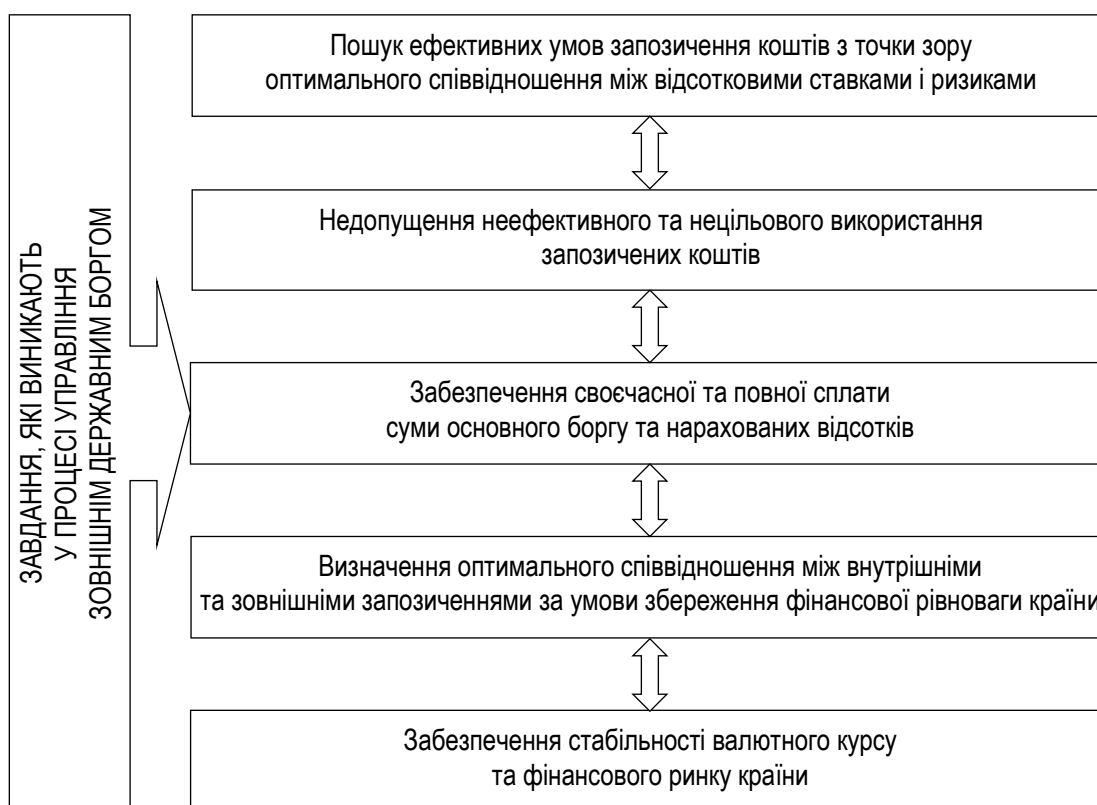 ЗАВДАННЯ, ЯКІ ВИНИКАЮТЬ
У ПРОЦЕСІ УПРАВЛІННЯ
ЗОВНІШНІМ ДЕРЖАВНИМ БОРГОМ
Пошук ефективних умов запозичення коштів з точки зору
оптимального співвідношення між відсотковими ставками і ризиками
Недопущення неефективного та нецільового використання
запозичених коштів
Забезпечення своєчасної та повної сплати
суми основного боргу та нарахованих відсотків
Визначення оптимального співвідношення між внутрішніми
та зовнішніми запозиченнями за умови збереження фінансової рівноваги країни
Забезпечення стабільності валютного курсу
та фінансового ринку країни